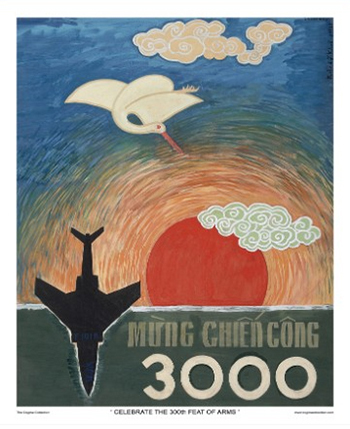 MỪNG CHIẾN CÔNG
3000
" CELEBRATE THE 300th FEAT OF ARMS "